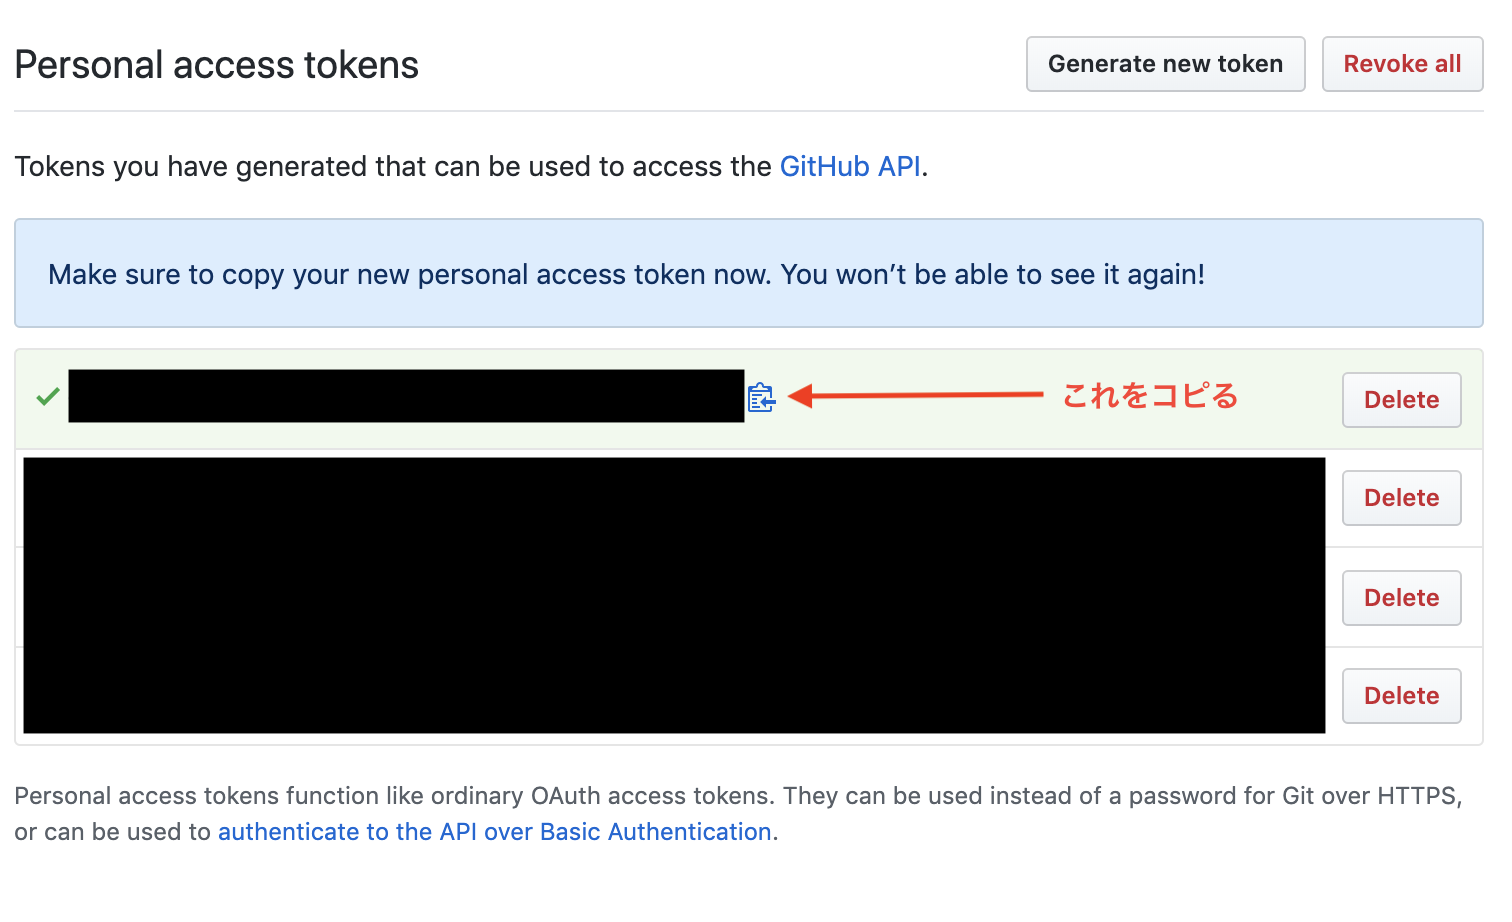 Personal access tokens
Generate new token
Revoke all
Tokens you have generated that can be used to access the GitHub API.
Make sure to copy your new personal access token now. You won’t be able to see it again!
これをコピる
Delete
Delete
Delete
Delete
Personal access tokens function like ordinary OAuth access tokens. They can be used instead of a password for Git over HTTPS,
or can be used to authenticate to the API over Basic Authentication.